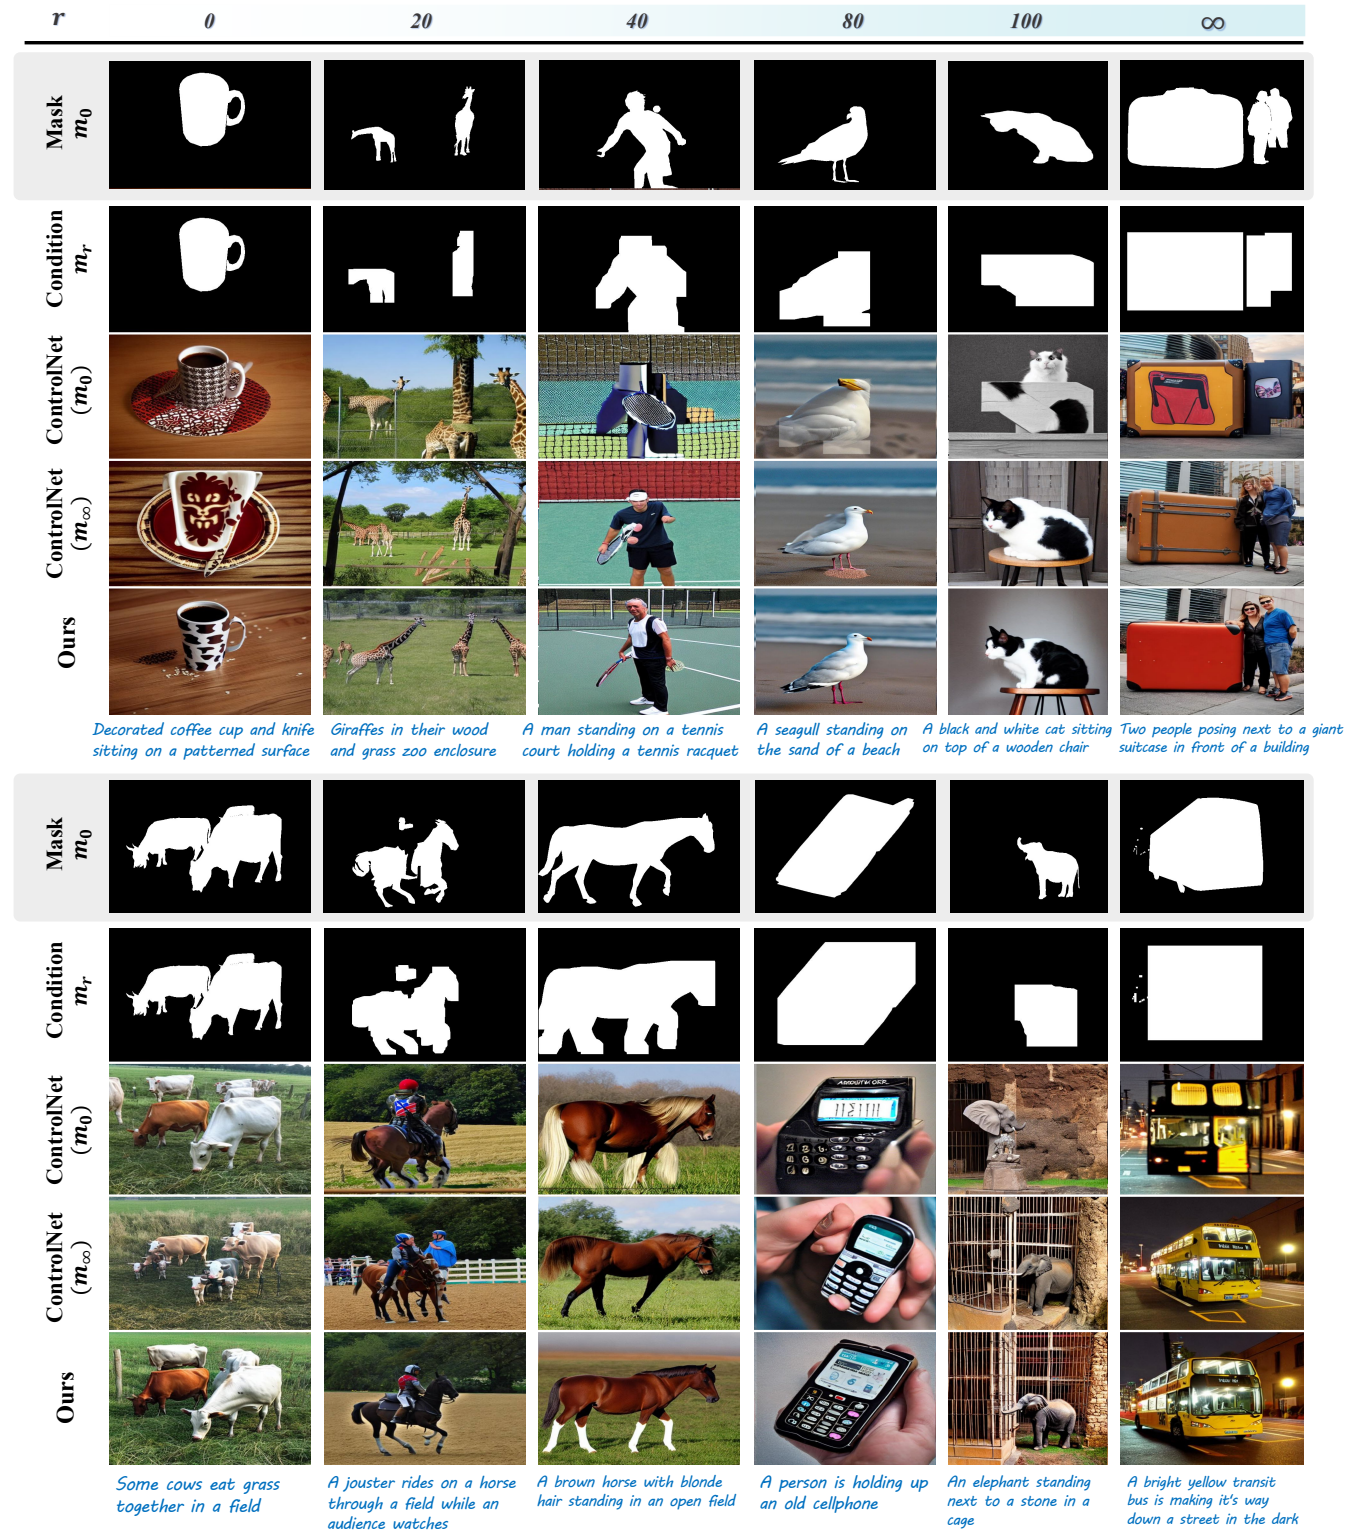 r 0 20 40 80 100 ∞
Mask
m0
Condition
mr
ControlNet
(m0)
ControlNet
(m∞)
Ours
Decorated coffee cup and knife
sitting on a patterned surface
Giraffes in their wood
and grass zoo enclosure
A man standing on a tennis
court holding a tennis racquet
A seagull standing on
the sand of a beach
A black and white cat sitting
on top of a wooden chair
Two people posing next to a giant
suitcase in front of a building
Mask
m0
Condition
mr
ControlNet
(m0)
ControlNet
(m∞)
Ours
Some cows eat grass
together in a field
A jouster rides on a horse
through a field while an
audience watches
A brown horse with blonde
hair standing in an open field
A person is holding up
an old cellphone
An elephant standing
next to a stone in a
cage
A bright yellow transit
bus is making it's way
down a street in the dark